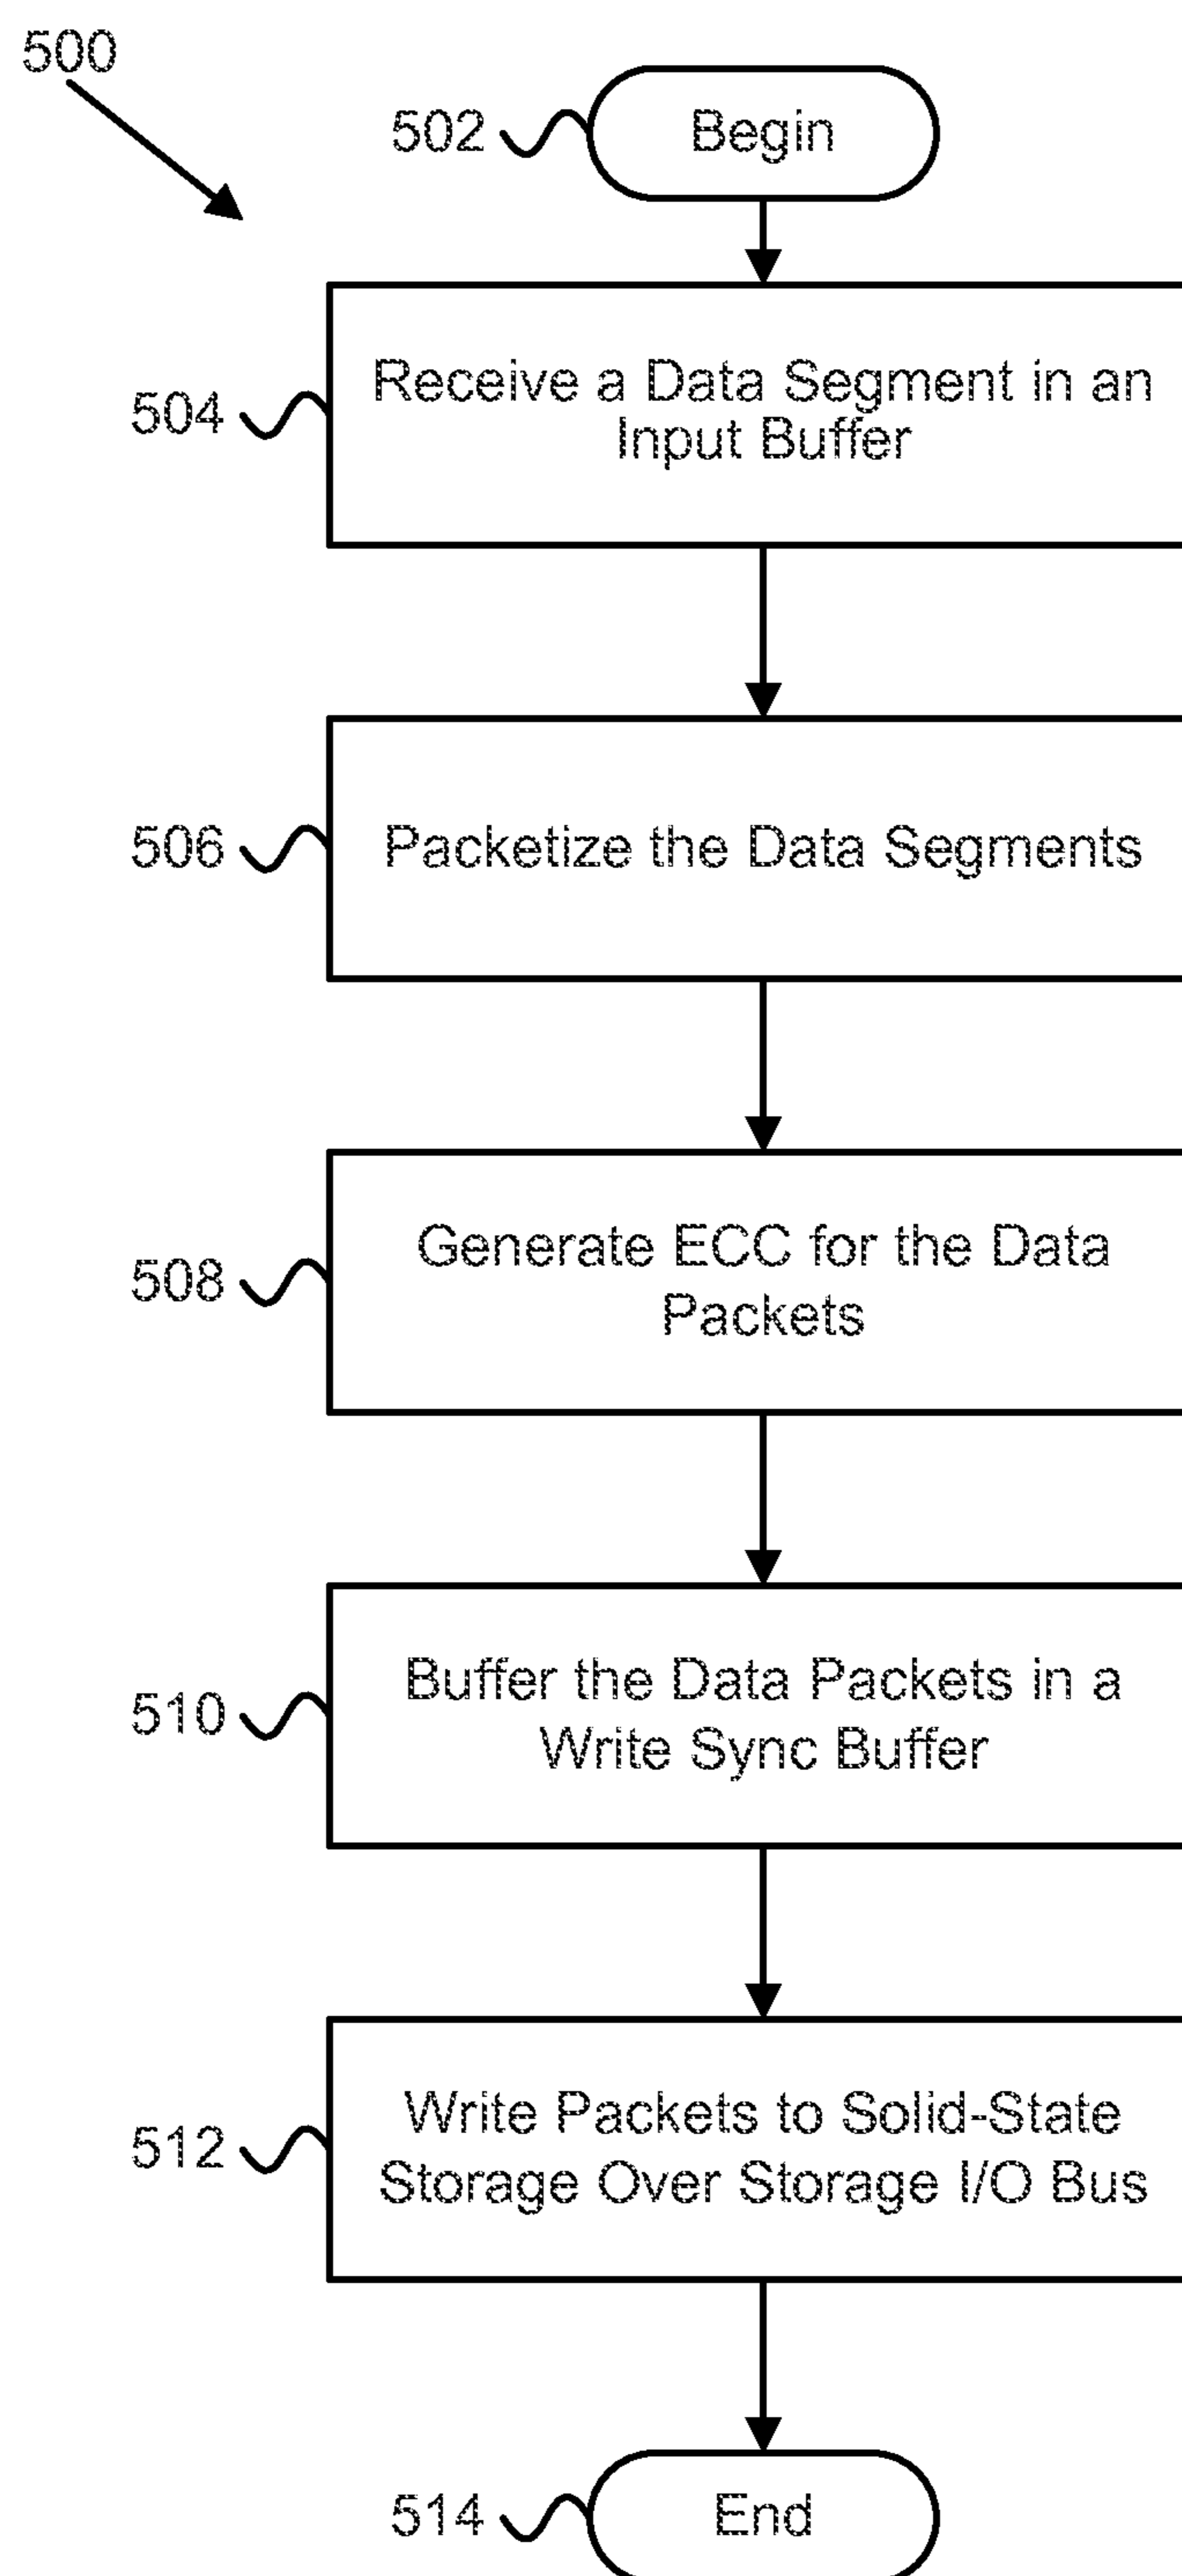 500
502
Begin
504
Receive a Data Segment in an
Input Buffer
506
Packetize the Data Segments
508
Generate ECC for the Data
Packets
510
Buffer the Data Packets in a
Write Sync Buffer
512
Write Packets to Solid-State
Storage Over Storage I/O Bus
514
End